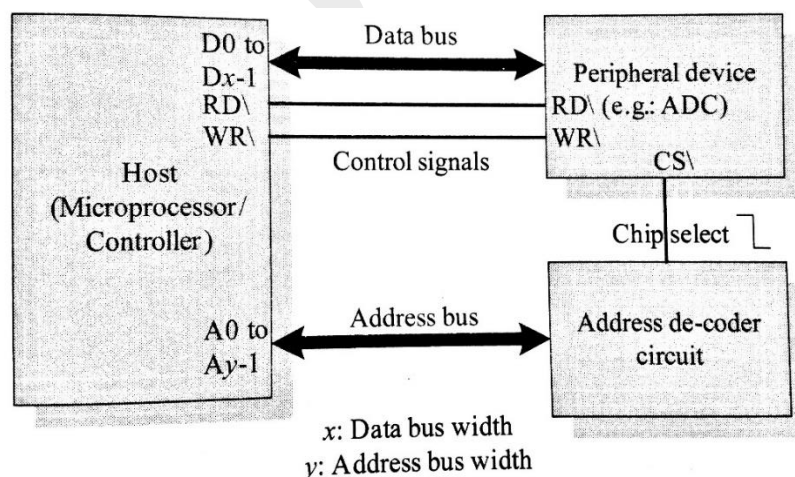 D0 to
Dx-1
RD\
WR\
Host
(Microprocessor/
Controller)
A0 to
Ay-1
Data bus
Control signals
Address bus
Peripheral device
RD\ (e.g.: ADC)
WR\
CS\
Chip select
Address de-coder
circuit
x: Data bus width
y: Address bus width